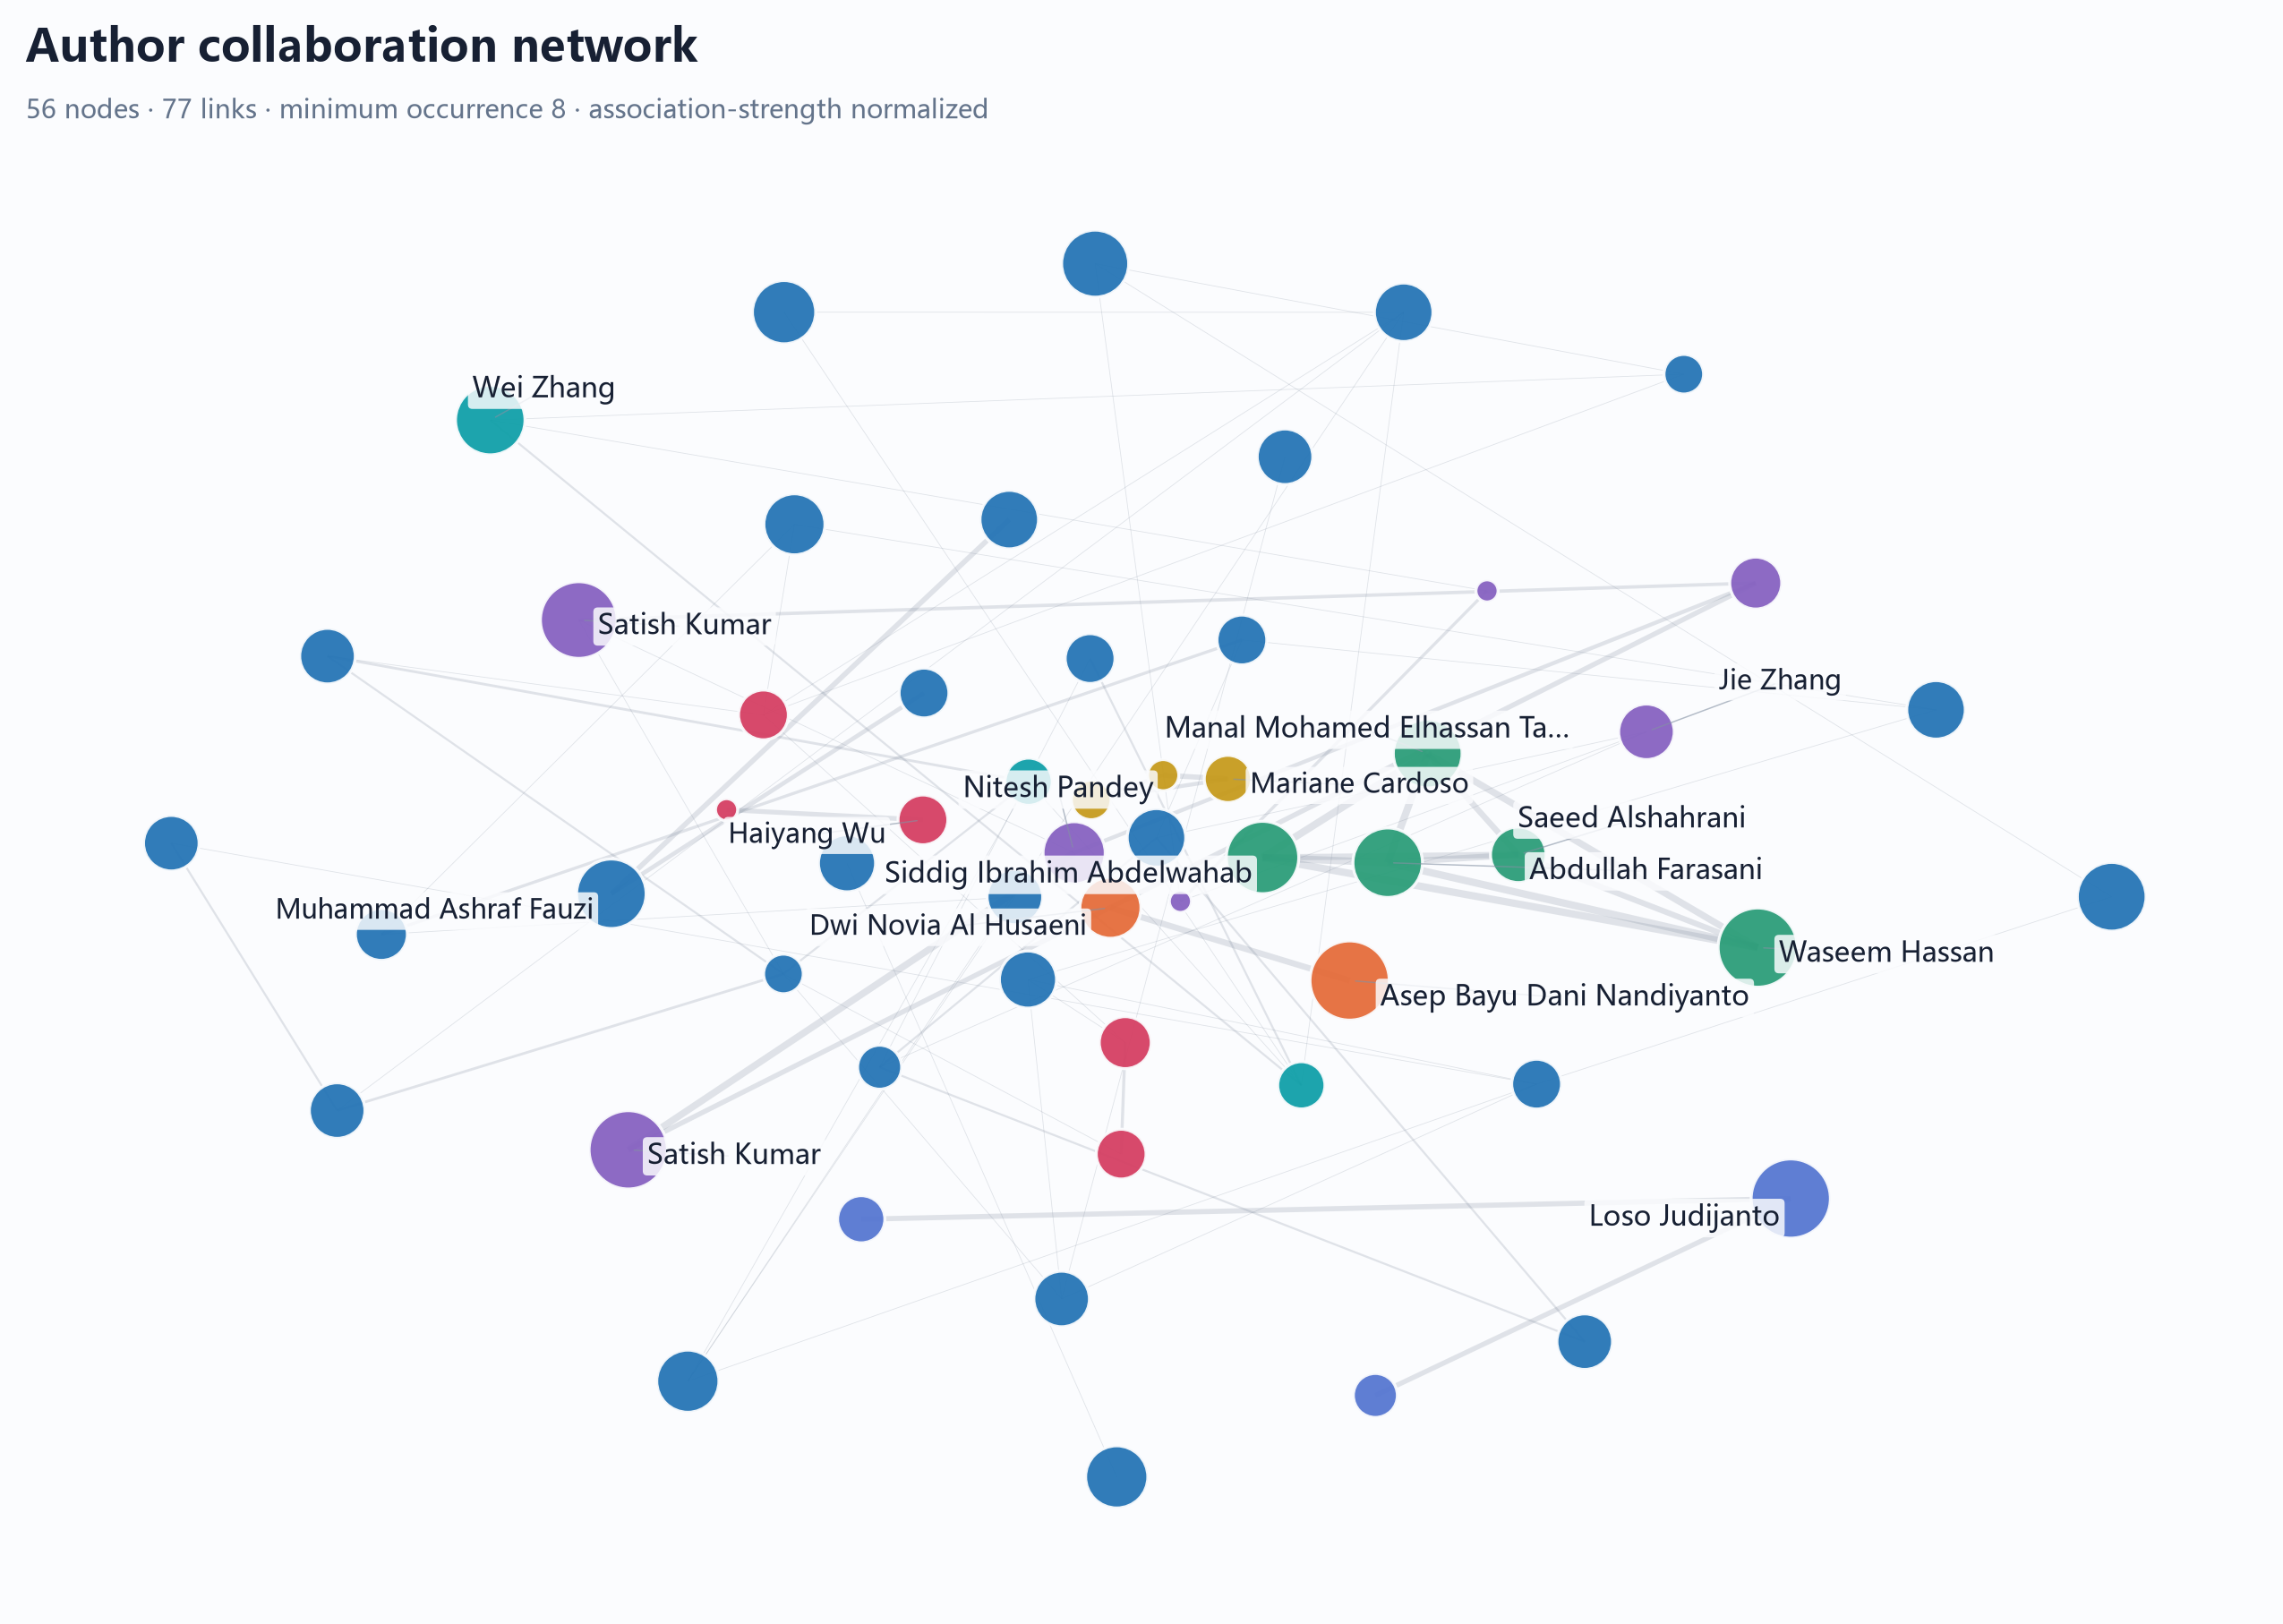 Author collaboration network
56 nodes · 77 links · minimum occurrence 8 · association-strength normalized
Wei Zhang
Satish Kumar
Jie Zhang
Manal Mohamed Elhassan Ta…
Mariane Cardoso
Nitesh Pandey
Saeed Alshahrani
Haiyang Wu
Abdullah Farasani
Siddig Ibrahim Abdelwahab
Muhammad Ashraf Fauzi
Dwi Novia Al Husaeni
Waseem Hassan
Asep Bayu Dani Nandiyanto
Satish Kumar
Loso Judijanto